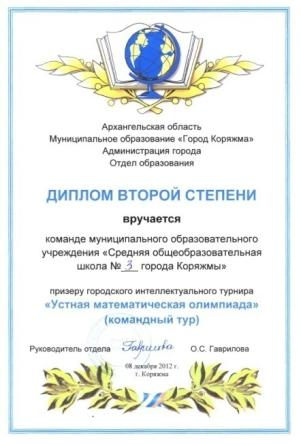 Архангельская область
Муниципальное образование «Город Коряжма»
Администрация города
Отдел образования
ДИПЛОМ ВТОРОЙ СТЕПЕНИ
вручается
команде муниципального образовательного
учреждения «Средняя общеобразовательная
школа № 3 города Коряжмы»
призеру городского интеллектуального турнира
«Устная математическая олимпиада»
(командный тур)
Руководитель отдела Гаврилова О.С. Гаврилова
08 декабря 2012 г.
г. Коряжма